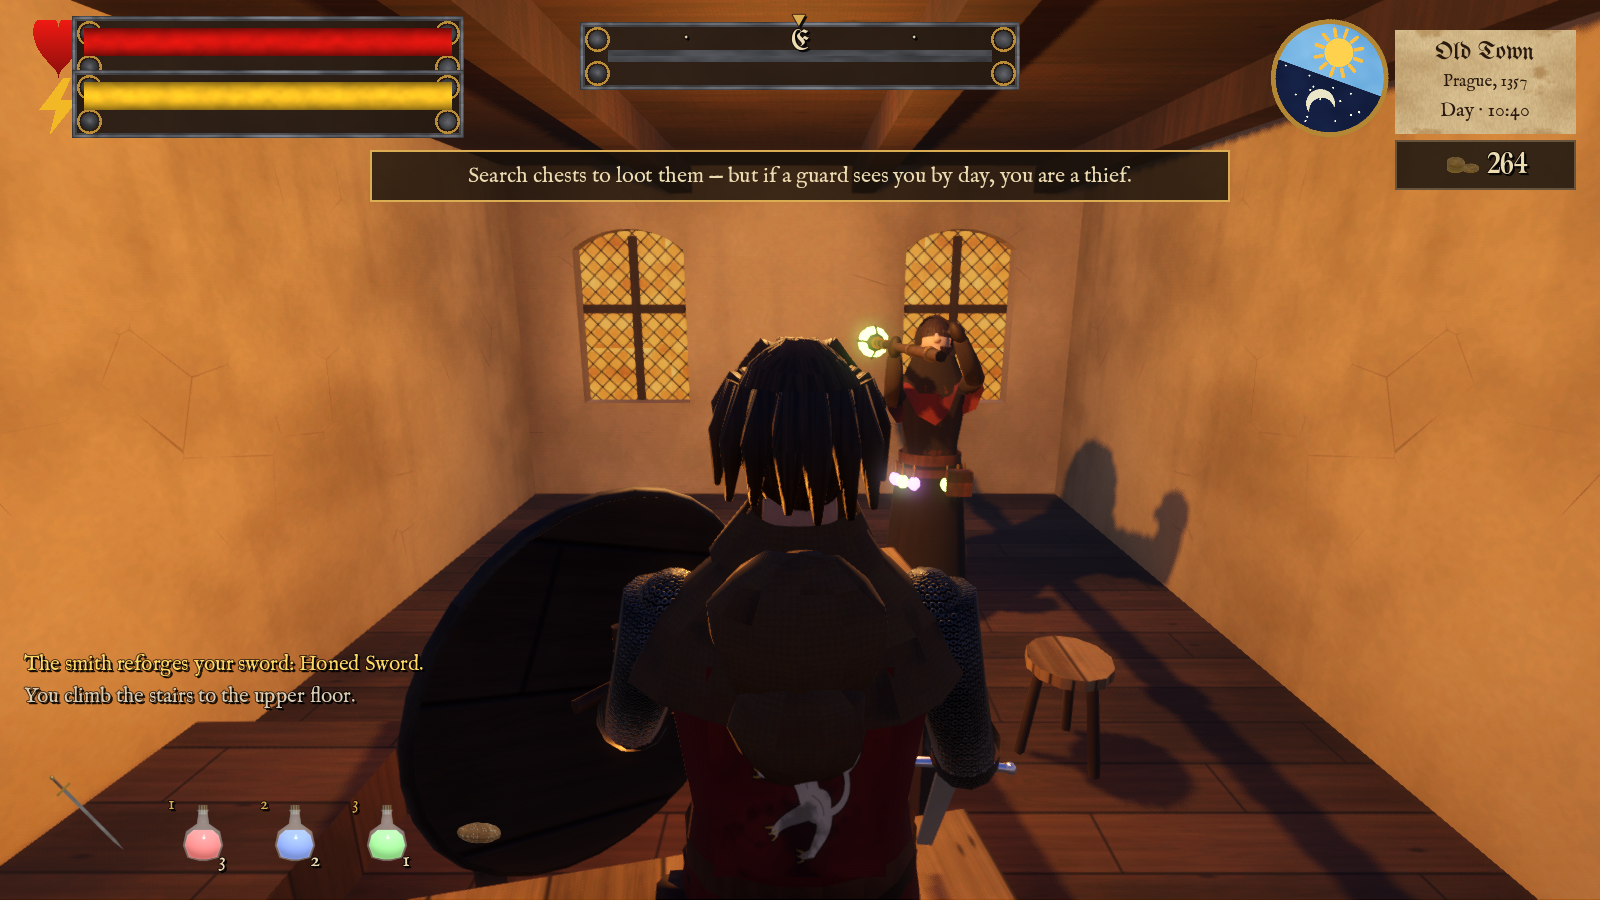 E
Old Town
Prague, 1357
Day · 10:40
264
Search chests to loot them — but if a guard sees you by day, you are a thief.
The smith reforges your sword: Honed Sword.
You climb the stairs to the upper floor.
1
2
3
3
2
1